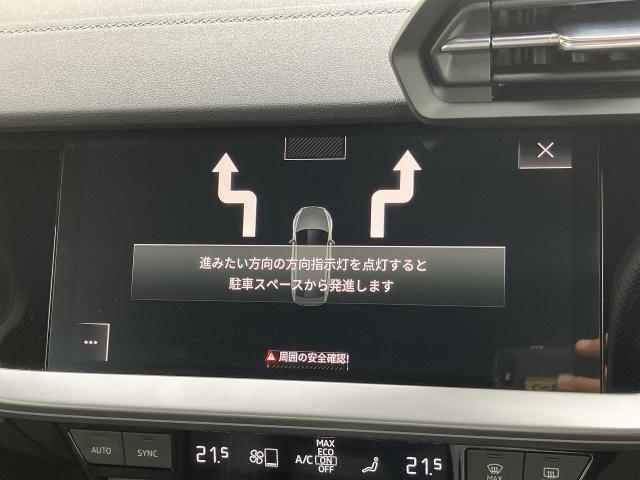 進みたい方向の方向指示灯を点灯すると
駐車スペースから発進します
周囲の安全確認!
AUTO
SYNC
21.5
A/C
MAX
ECO
ON
OFF
21.5
MAX